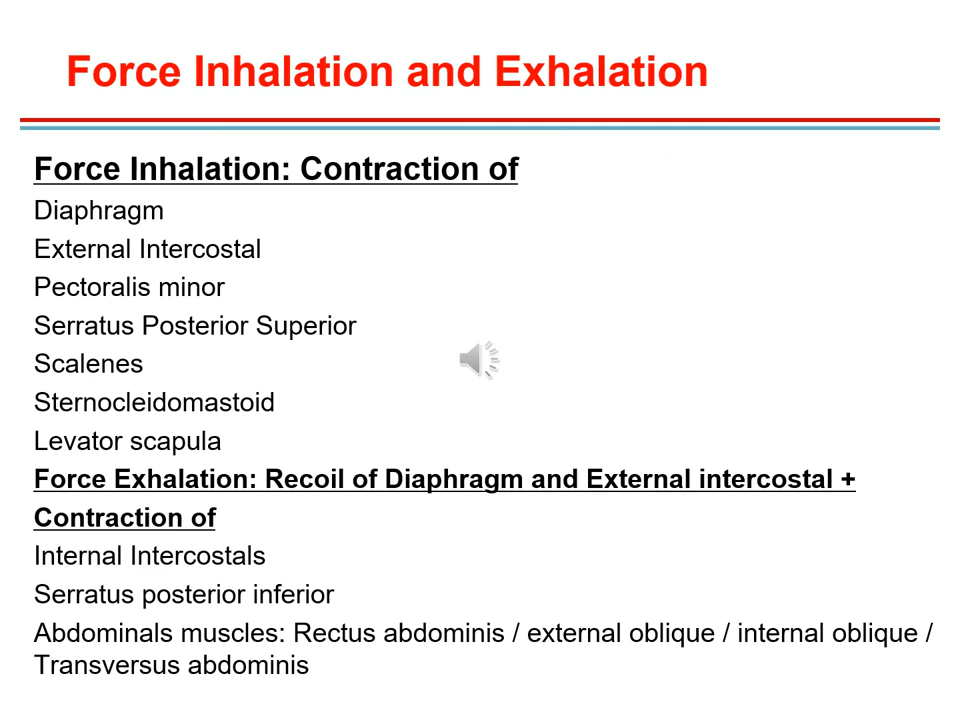 Force Inhalation and Exhalation
Force Inhalation: Contraction of
Diaphragm
External Intercostal
Pectoralis minor
Serratus Posterior Superior
Scalenes
Sternocleidomastoid
Levator scapula
Force Exhalation: Recoil of Diaphragm and External intercostal +
Contraction of
Internal Intercostals
Serratus posterior inferior
Abdominals muscles: Rectus abdominis / external oblique / internal oblique /
Transversus abdominis